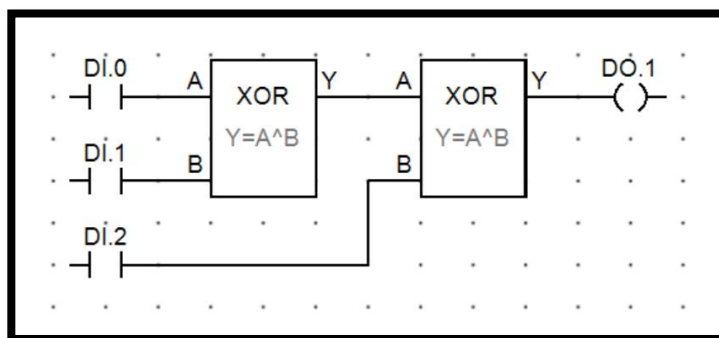 DI.0
A
XOR
Y
A
XOR
Y
DO.1
Y=A^B
Y=A^B
DI.1
B
B
DI.2